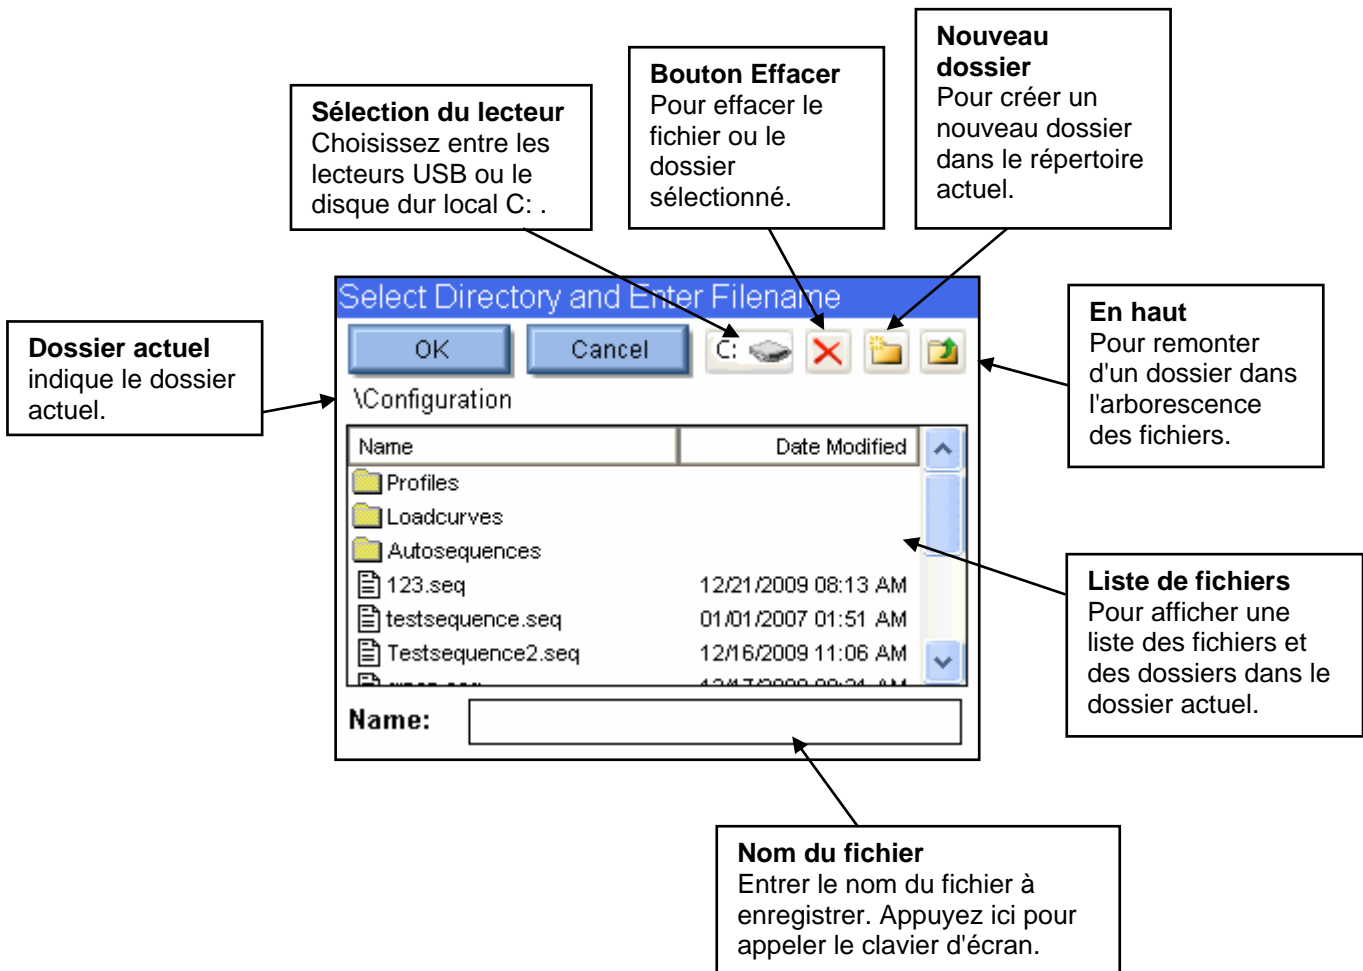 Nouveau
dossier
Pour créer un
nouveau dossier
dans le répertoire
actuel.
Bouton Effacer
Pour effacer le
fichier ou le
dossier
sélectionné.
Sélection du lecteur
Choisissez entre les
lecteurs USB ou le
disque dur local C: .
Select Directory and Enter Filename
OK
Cancel
C:
En haut
Pour remonter
d'un dossier dans
l'arborescence
des fichiers.
Dossier actuel
indique le dossier
actuel.
\Configuration
Name Date Modified
Profiles
Loadcurves
Autosequences
123.seq 12/21/2009 08:13 AM
testsequence.seq 01/01/2007 01:51 AM
Testsequence2.seq 12/16/2009 11:06 AM
Liste de fichiers
Pour afficher une
liste des fichiers et
des dossiers dans le
dossier actuel.
Name:
Nom du fichier
Entrer le nom du fichier à
enregistrer. Appuyez ici pour
appeler le clavier d'écran.